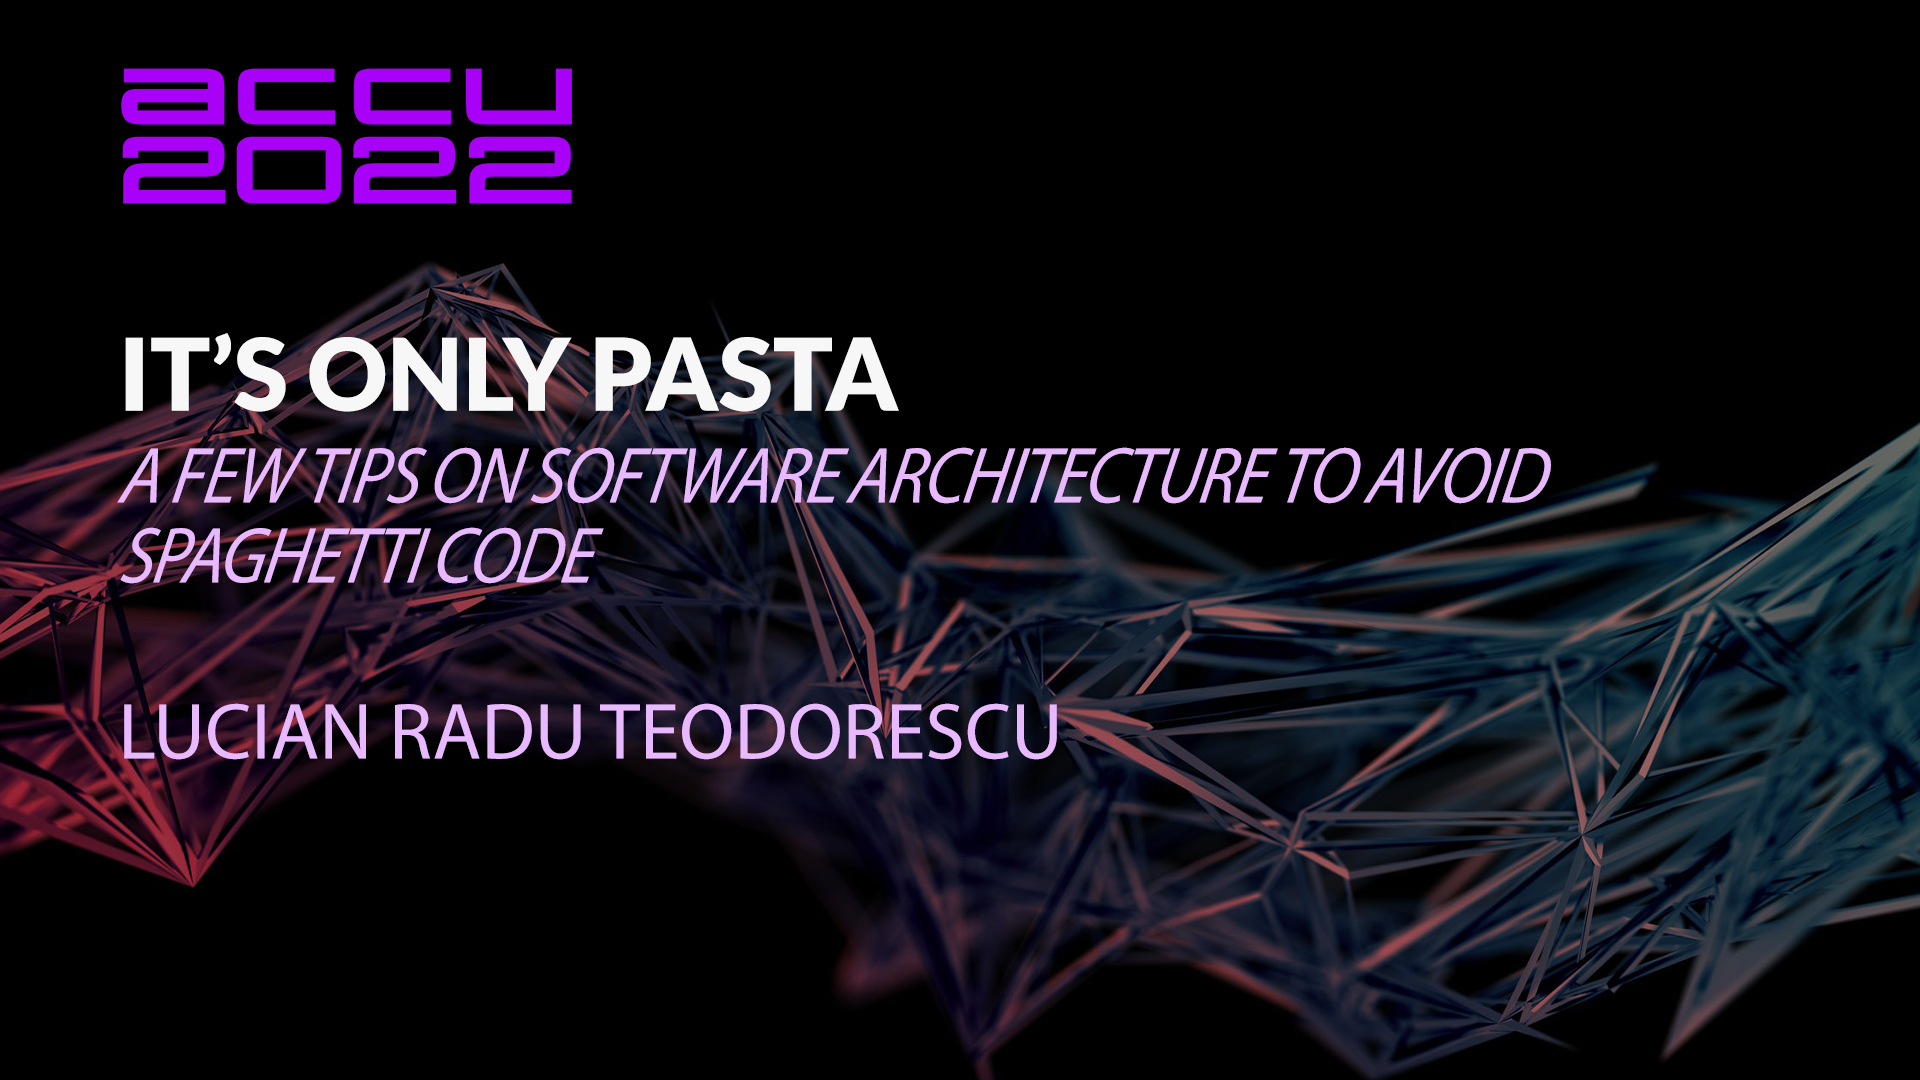 accu
2022
IT’S ONLY PASTA
A FEW TIPS ON SOFTWARE ARCHITECTURE TO AVOID
SPAGHETTI CODE
LUCIAN RADU TEODORESCU